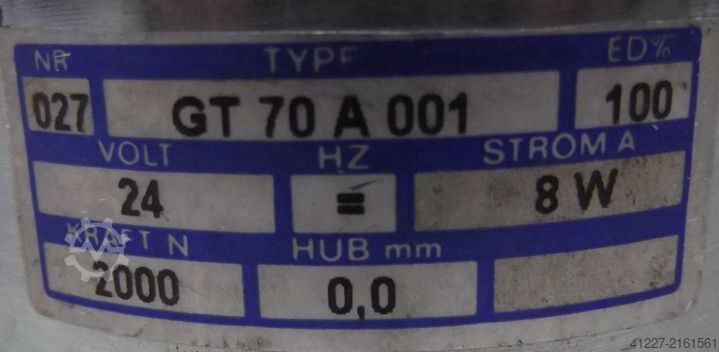 NR TYPE ED%
027 GT 70 A 001 100
VOLT HZ STROM A
24 = 8 W
KRAFT N HUB mm
2000 0,0
41227-2161561